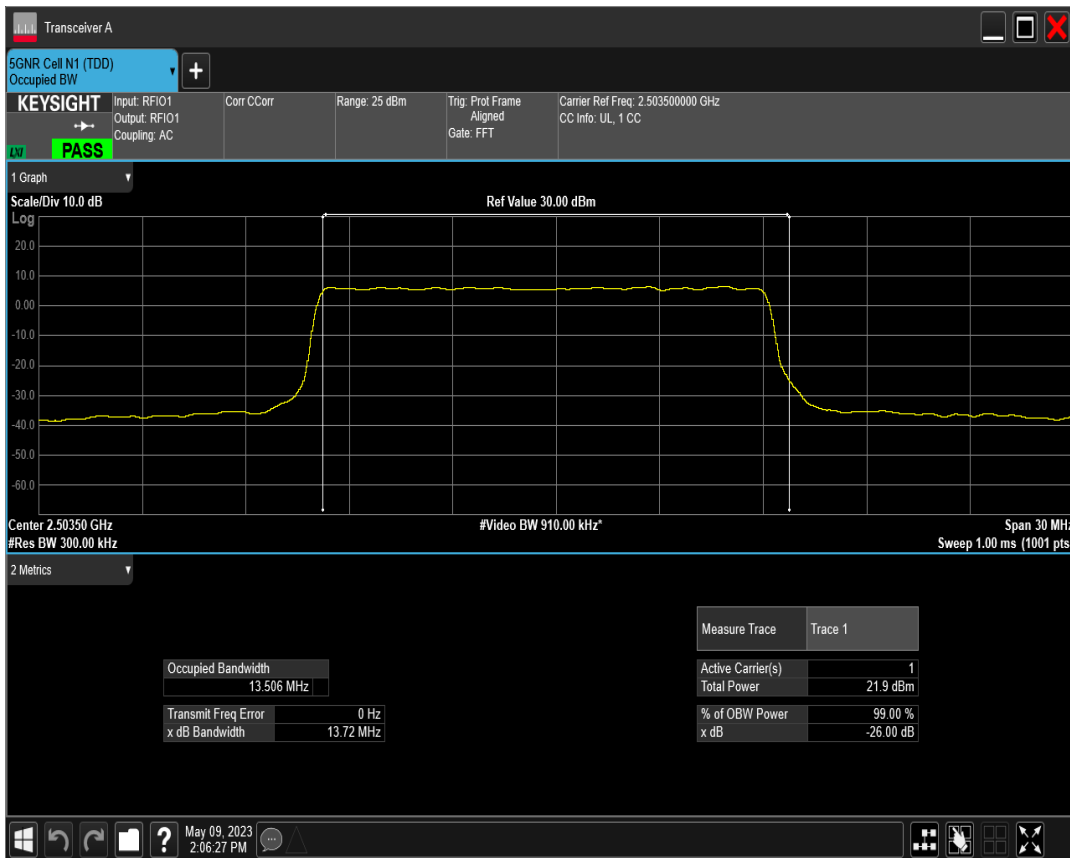 Transceiver A
5GNR Cell N1 (TDD)
Occupied BW
+
KEYSIGHT
LXI
PASS
Input: RFIO1
Output: RFIO1
Coupling: AC
Corr CCorr
Range: 25 dBm
Trig: Prot Frame
Aligned
Gate: FFT
Carrier Ref Freq: 2.503500000 GHz
CC Info: UL, 1 CC
1 Graph
Scale/Div 10.0 dB
Ref Value 30.00 dBm
Log
20.0
10.0
0.00
-10.0
-20.0
-30.0
-40.0
-50.0
-60.0
Center 2.50350 GHz
#Video BW 910.00 kHz*
Span 30 MHz
#Res BW 300.00 kHz
Sweep 1.00 ms (1001 pts
2 Metrics
Measure Trace Trace 1
Occupied Bandwidth
13.506 MHz
Active Carrier(s) 1
Total Power 21.9 dBm
Transmit Freq Error 0 Hz
x dB Bandwidth 13.72 MHz
% of OBW Power 99.00 %
x dB -26.00 dB
?
May 09, 2023
2:06:27 PM